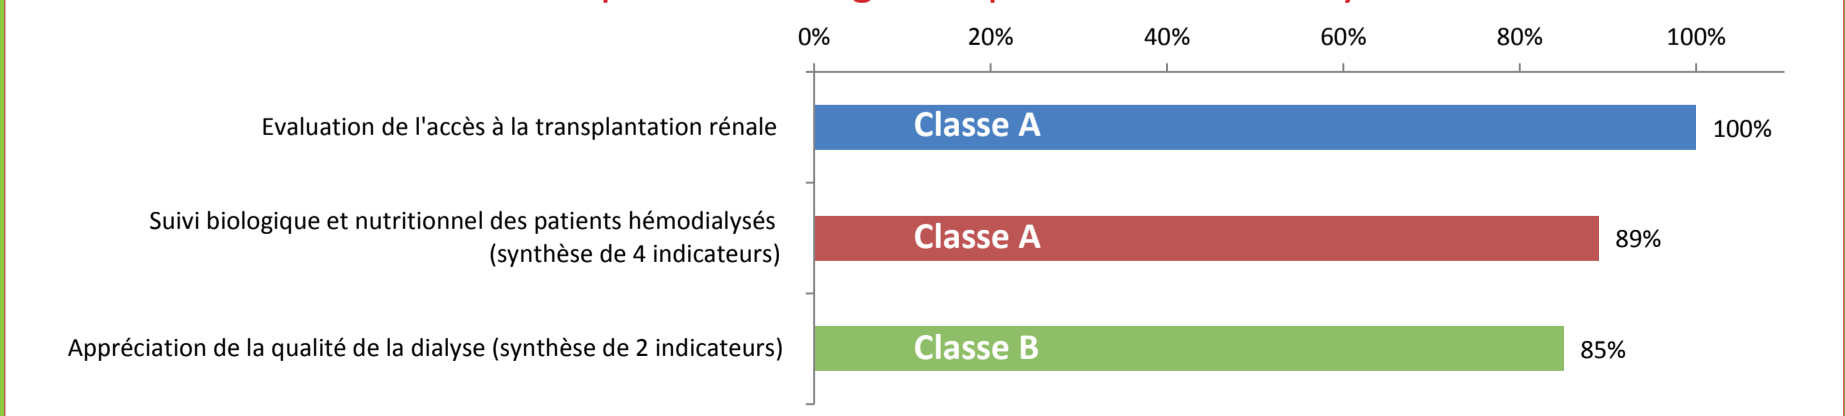 0% 20% 40% 60% 80% 100%
Evaluation de l'accès à la transplantation rénale Classe A 100%
Suivi biologique et nutritionnel des patients hémodialysés
(synthèse de 4 indicateurs) Classe A 89%
Appréciation de la qualité de la dialyse (synthèse de 2 indicateurs) Classe B 85%